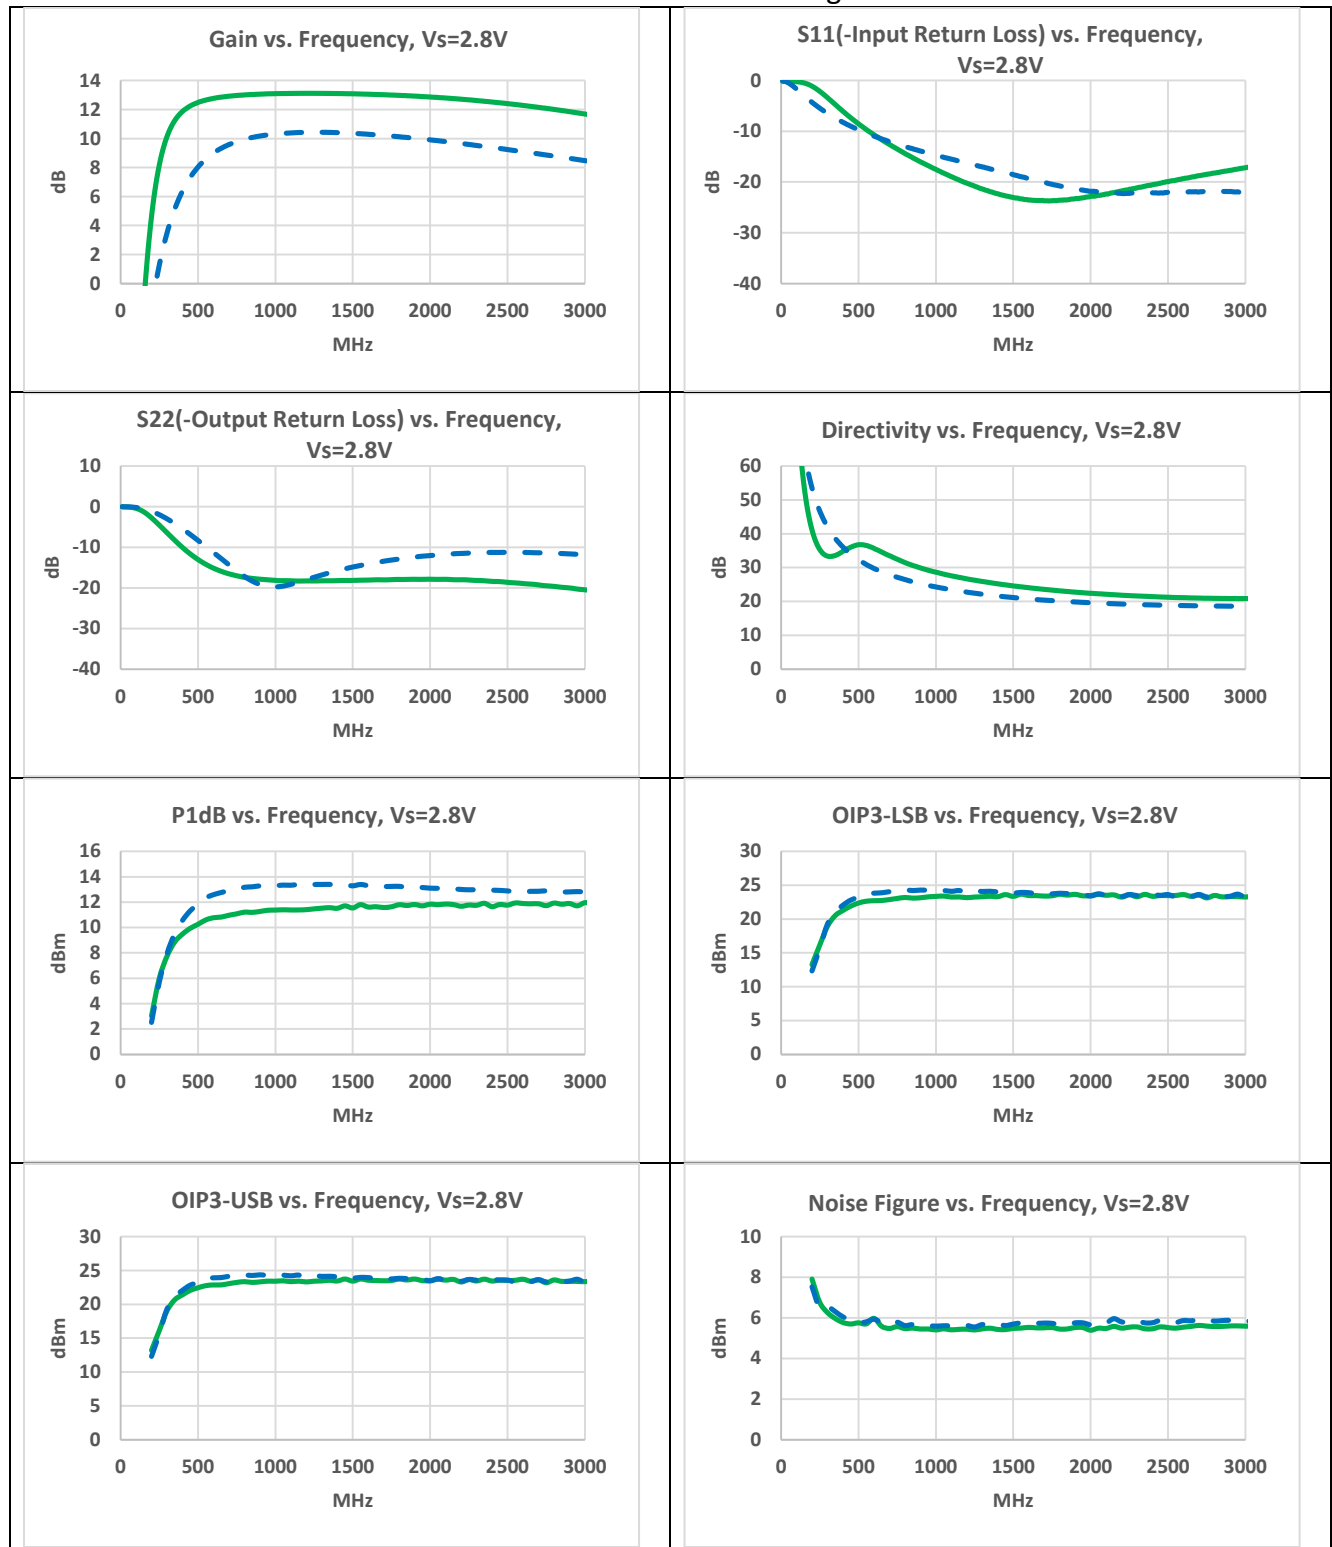 Gain vs. Frequency, Vs=2.8V
14
12
10
8
6
4
2
0
dB
0 500 1000 1500 2000 2500 3000
MHz
S11(-Input Return Loss) vs. Frequency,
Vs=2.8V
0
-10
-20
-30
-40
dB
0 500 1000 1500 2000 2500 3000
MHz
S22(-Output Return Loss) vs. Frequency,
Vs=2.8V
10
0
-10
-20
-30
-40
dB
0 500 1000 1500 2000 2500 3000
MHz
Directivity vs. Frequency, Vs=2.8V
60
50
40
30
20
10
0
dB
0 500 1000 1500 2000 2500 3000
MHz
P1dB vs. Frequency, Vs=2.8V
16
14
12
10
8
6
4
2
0
dBm
0 500 1000 1500 2000 2500 3000
MHz
OIP3-LSB vs. Frequency, Vs=2.8V
30
25
20
15
10
5
0
dBm
0 500 1000 1500 2000 2500 3000
MHz
OIP3-USB vs. Frequency, Vs=2.8V
30
25
20
15
10
5
0
dBm
0 500 1000 1500 2000 2500 3000
MHz
Noise Figure vs. Frequency, Vs=2.8V
10
8
6
4
2
0
dBm
0 500 1000 1500 2000 2500 3000
MHz